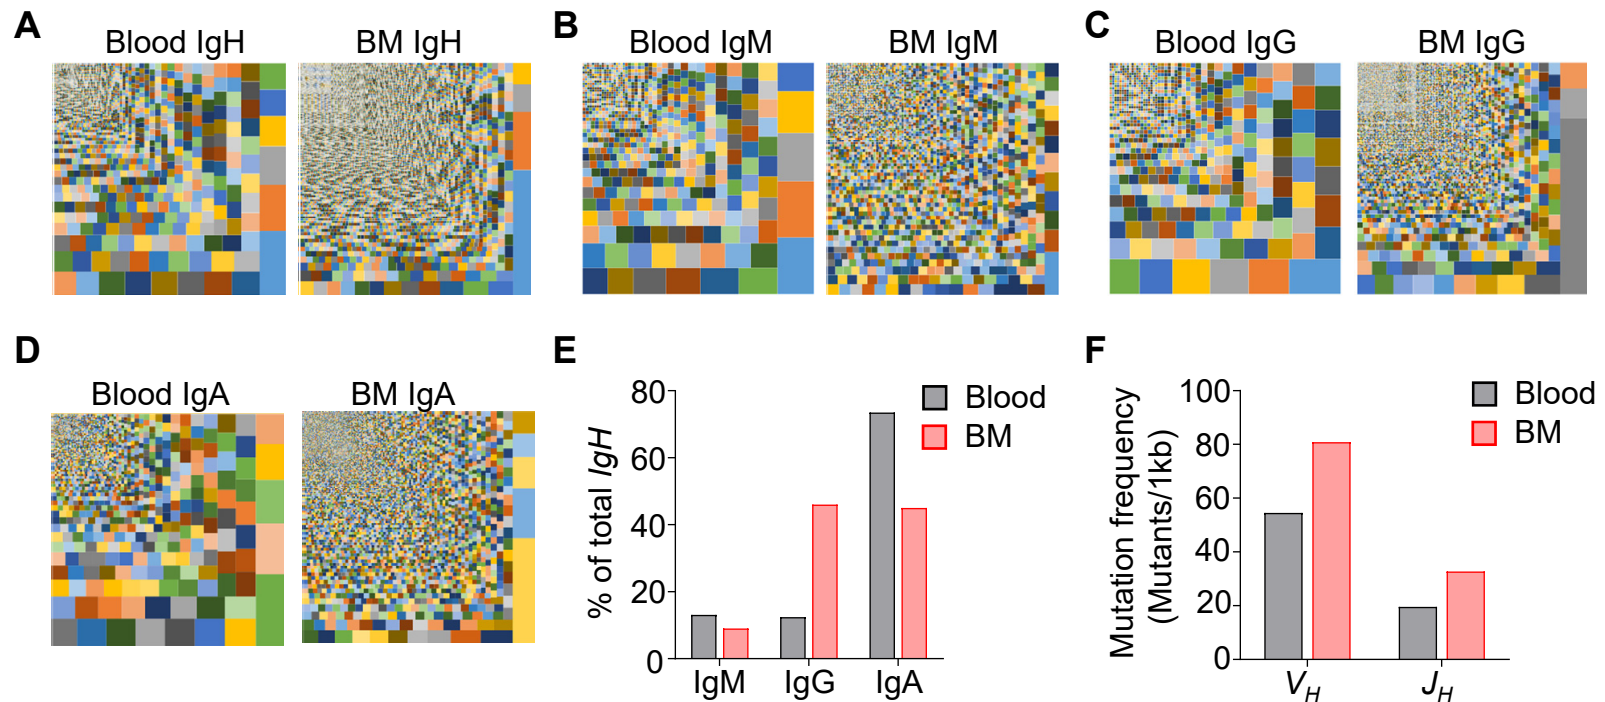 A
Blood IgH
BM IgH
B
Blood IgM
BM IgM
C
Blood IgG
BM IgG
D
Blood IgA
BM IgA
E
% of total IgH
80
60
40
20
0
IgM
IgG
IgA
Blood
BM
F
Mutation frequency
(Mutants/1kb)
100
80
60
40
20
0
VH
JH
Blood
BM